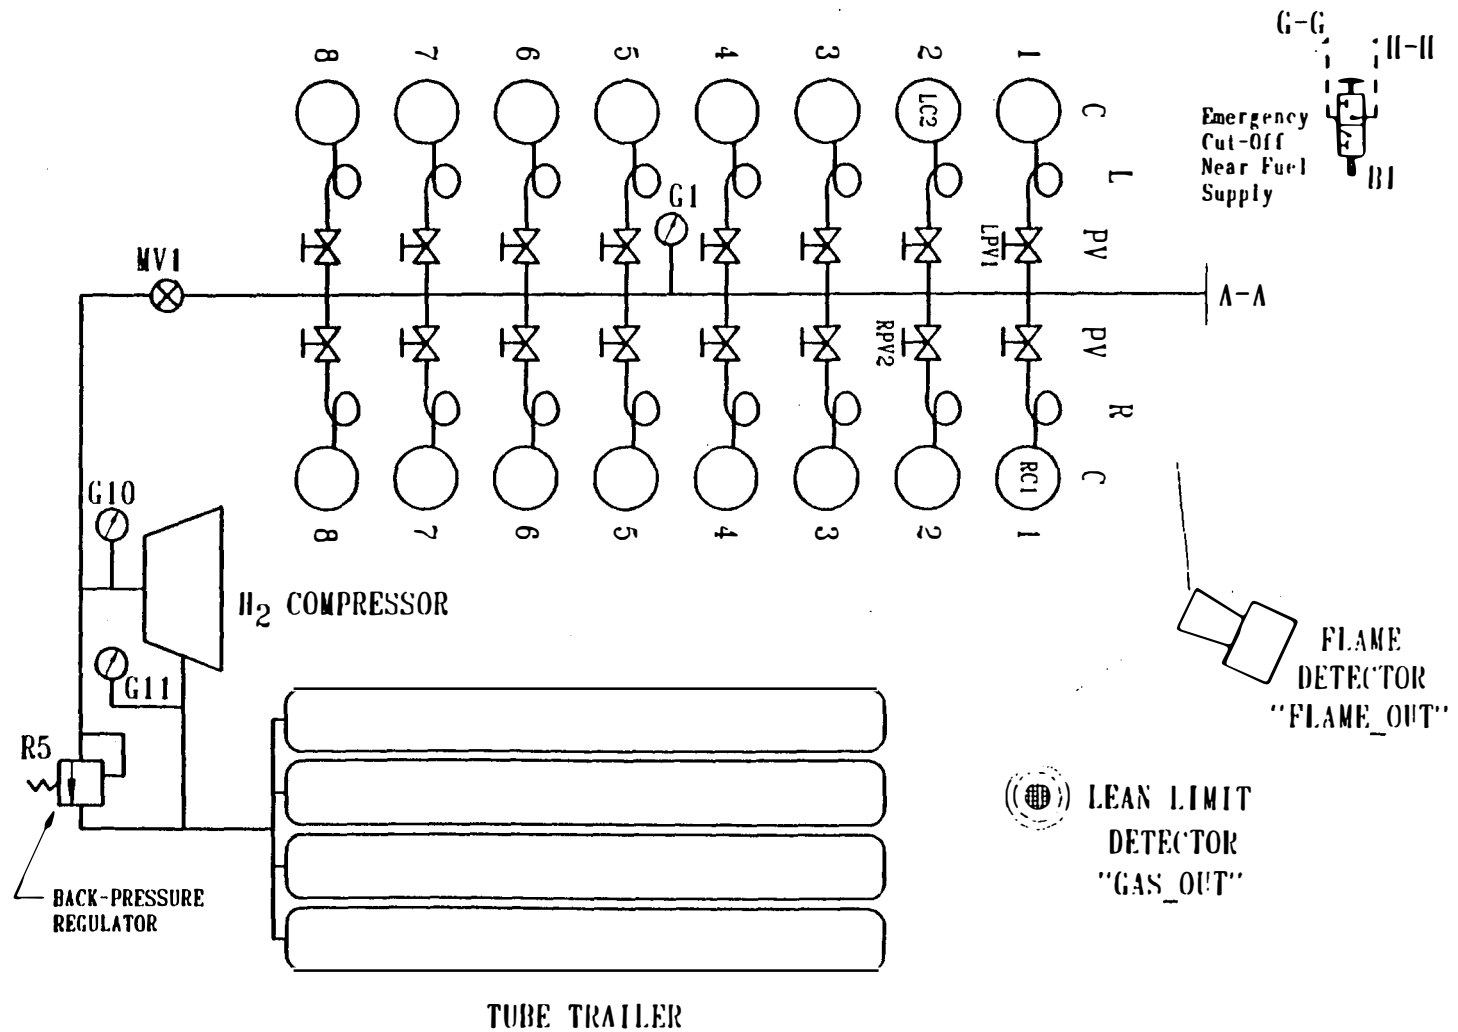 8 7 6 5 4 3 2 1
LC2
C
L
PV
LPV1
G1
MV1
A-A
PV
RPV2
R
C
RC1
8 7 6 5 4 3 2 1
G-G
H-H
Emergency
Cut-Off
Near Fuel
Supply
B1
G10
H2 COMPRESSOR
G11
R5
BACK-PRESSURE
REGULATOR
FLAME
DETECTOR
"FLAME_OUT"
LEAN LIMIT
DETECTOR
"GAS_OUT"
TUBE TRAILER